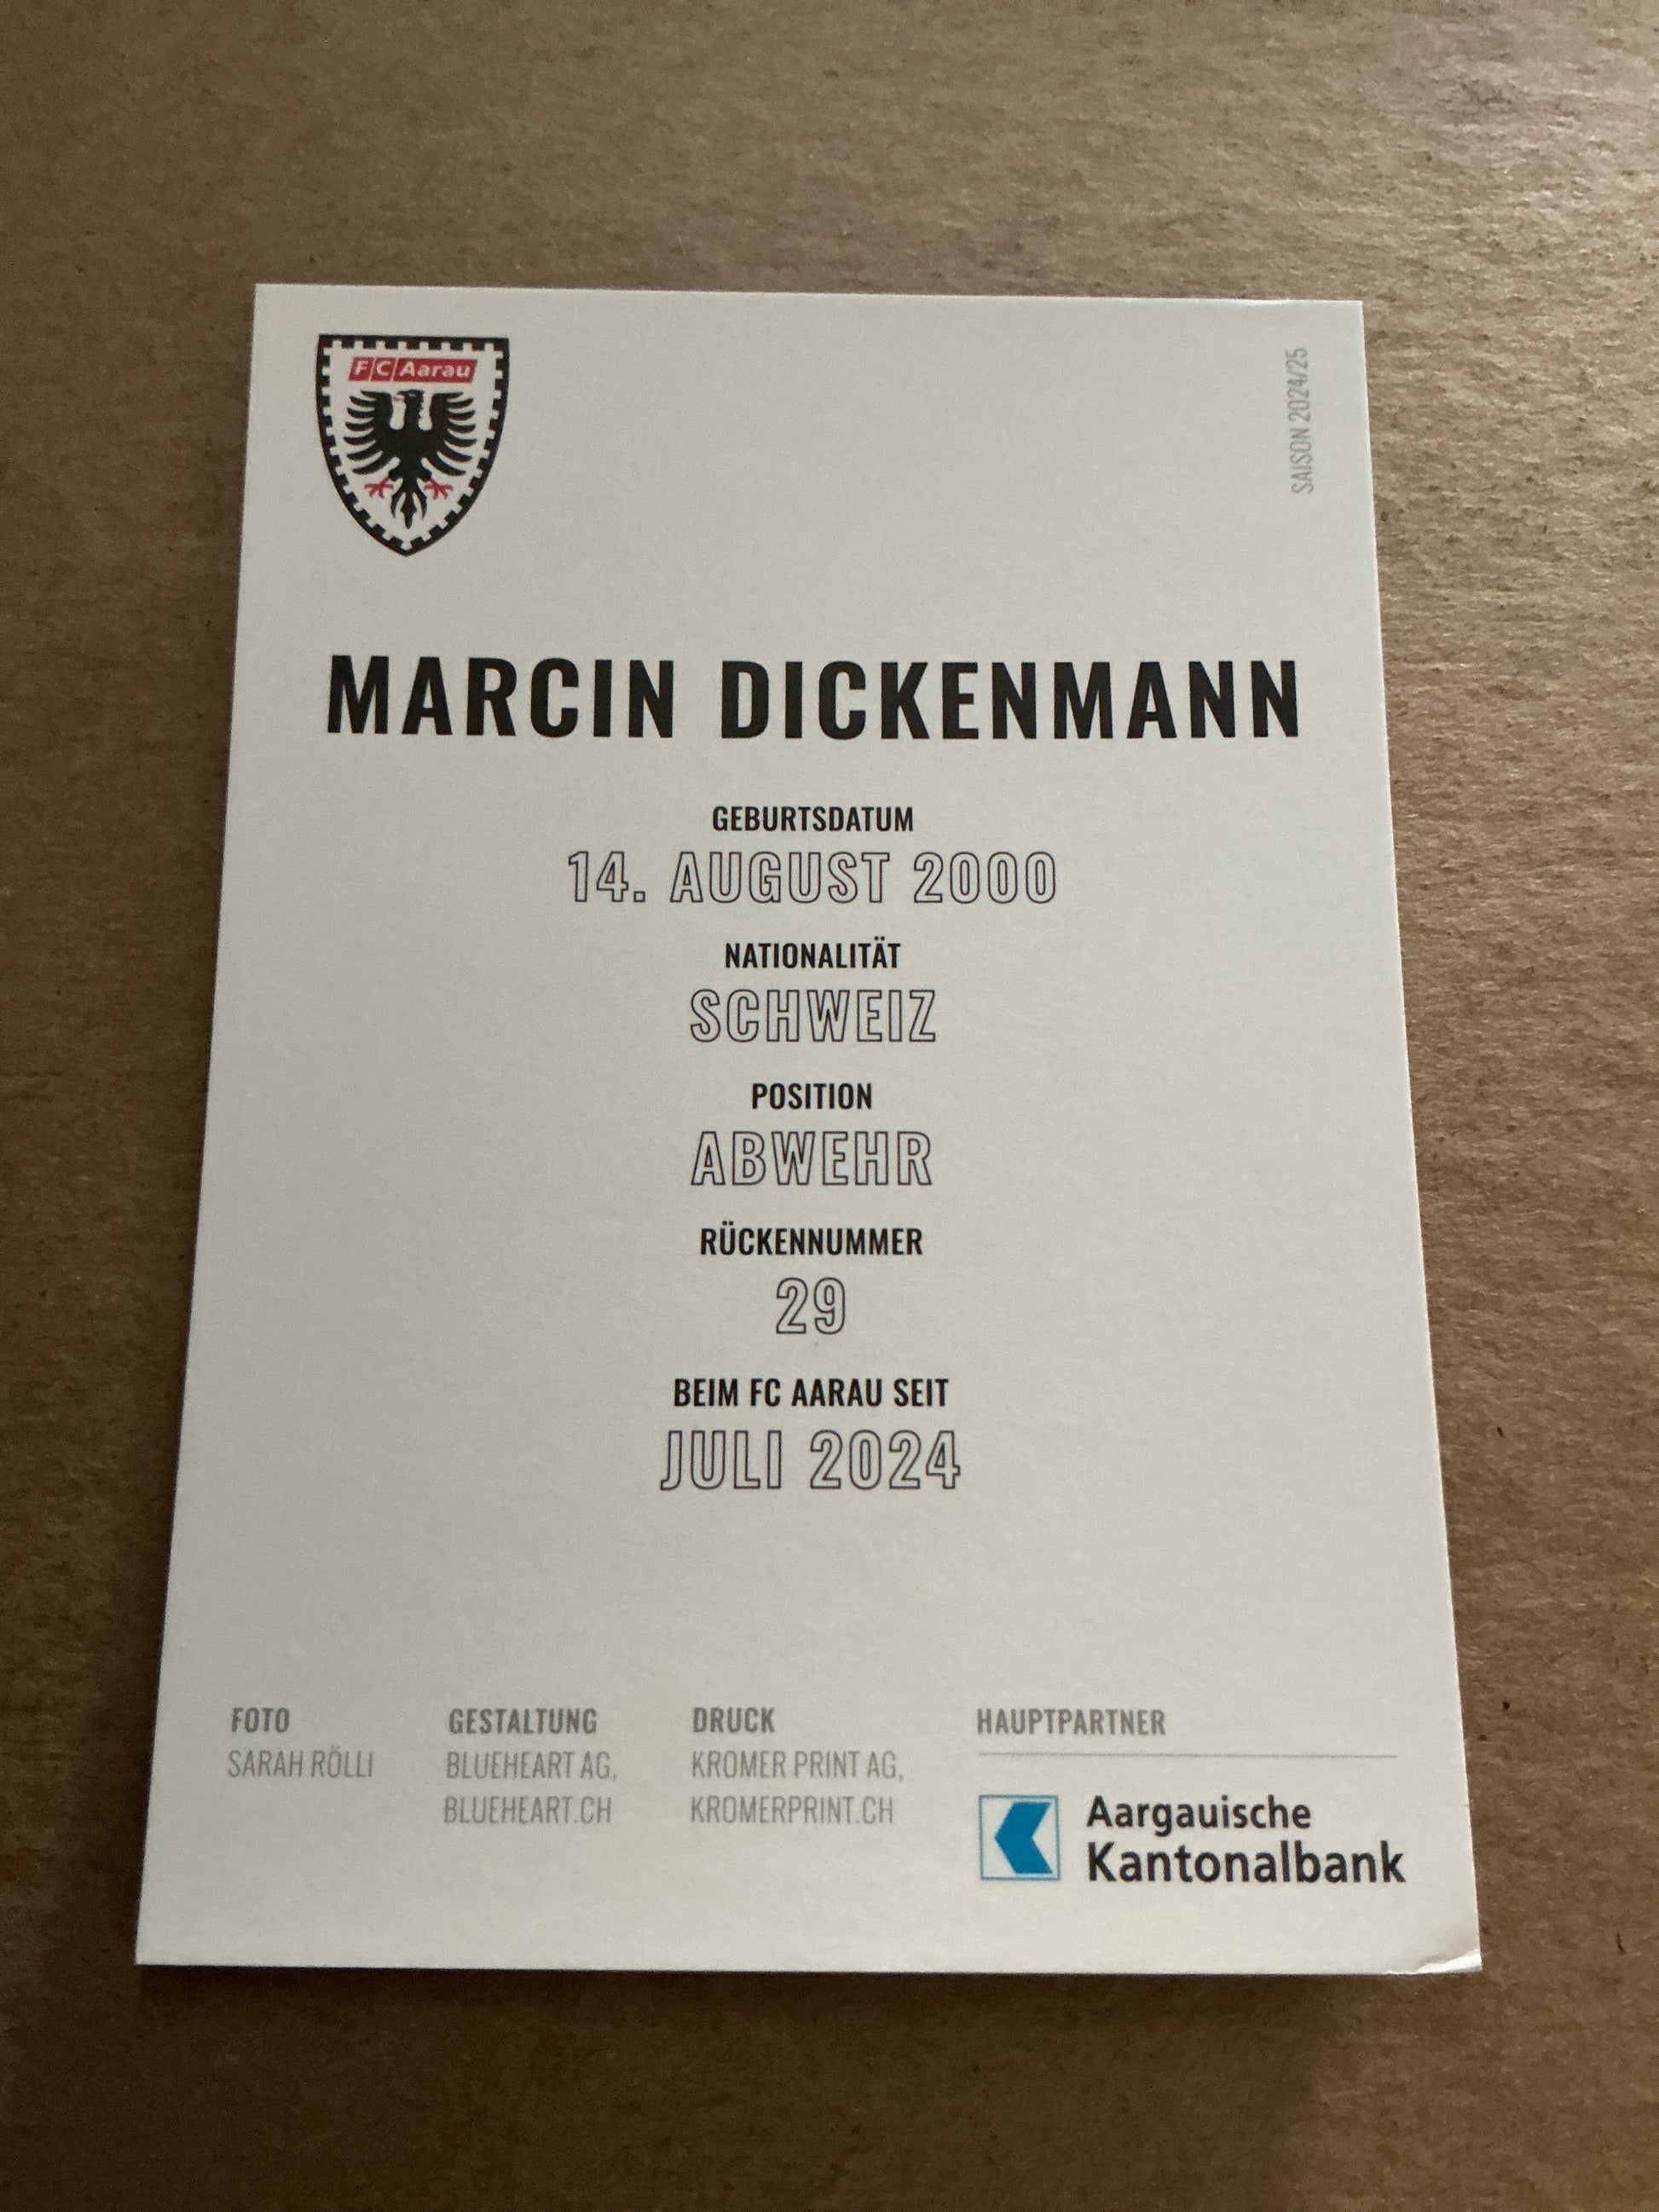 FC Aarau
SAISON 2024/25
MARCIN DICKENMANN
GEBURTSDATUM
14. AUGUST 2000
NATIONALITÄT
SCHWEIZ
POSITION
ABWEHR
RÜCKENNUMMER
29
BEIM FC AARAU SEIT
JULI 2024
FOTO
SARAH RÖLLI
GESTALTUNG
BLUEHEART AG,
BLUEHEART.CH
DRUCK
KROMER PRINT AG,
KROMERPRINT.CH
HAUPTPARTNER
Aargauische
Kantonalbank